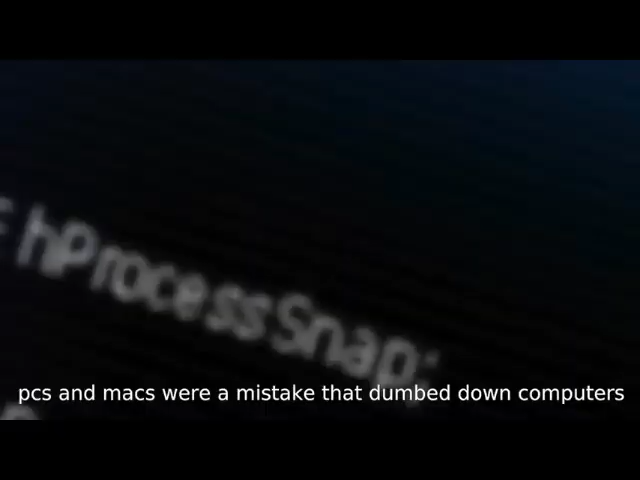 hProcessSnap;
pcs and macs were a mistake that dumbed down computers